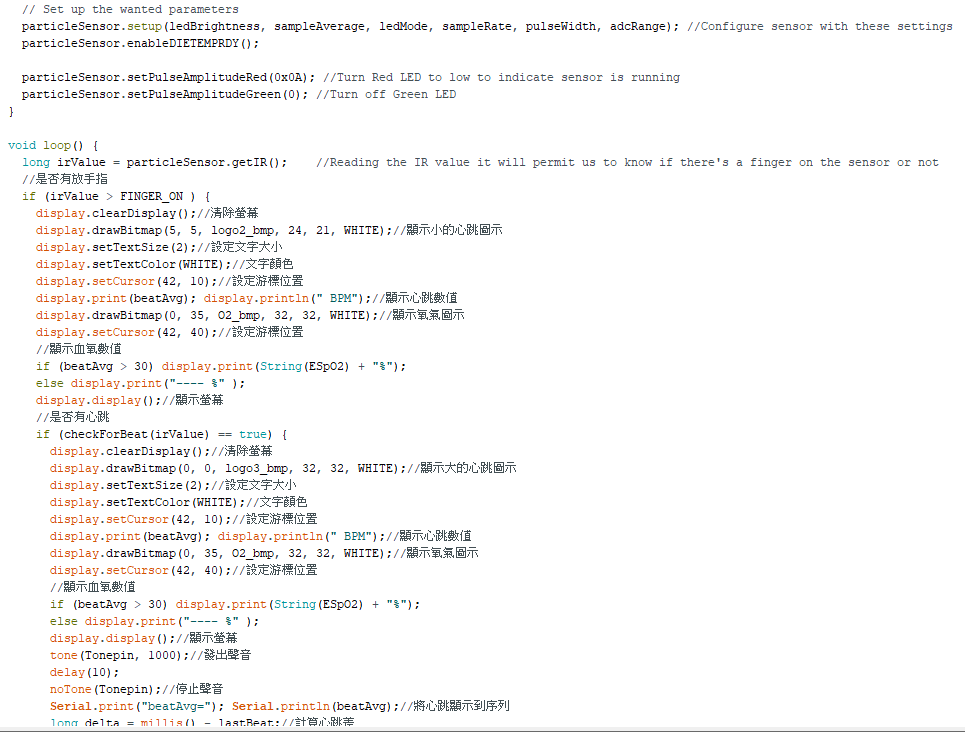 // Set up the wanted parameters
particleSensor.setup(ledBrightness, sampleAverage, ledMode, sampleRate, pulseWidth, adcRange); //Configure sensor with these settings
particleSensor.enableDIETEMPRDY();
particleSensor.setPulseAmplitudeRed(0x0A); //Turn Red LED to low to indicate sensor is running
particleSensor.setPulseAmplitudeGreen(0); //Turn off Green LED
}
void loop() {
long irValue = particleSensor.getIR();    //Reading the IR value it will permit us to know if there's a finger on the sensor or not
//是否有放手指
if (irValue > FINGER_ON ) {
display.clearDisplay();//清除螢幕
display.drawBitmap(5, 5, logo2_bmp, 24, 21, WHITE);//顯示小的心跳圖示
display.setTextSize(2);//設定文字大小
display.setTextColor(WHITE);//文字顏色
display.setCursor(42, 10);//設定游標位置
display.print(beatAvg); display.println(" BPM");//顯示心跳數值
display.drawBitmap(0, 35, O2_bmp, 32, 32, WHITE);//顯示氧氣圖示
display.setCursor(42, 40);//設定游標位置
//顯示血氧數值
if (beatAvg > 30) display.print(String(ESpO2) + "%");
else display.print("---- %" );
display.display();//顯示螢幕
//是否有心跳
if (checkForBeat(irValue) == true) {
display.clearDisplay();//清除螢幕
display.drawBitmap(0, 0, logo3_bmp, 32, 32, WHITE);//顯示大的心跳圖示
display.setTextSize(2);//設定文字大小
display.setTextColor(WHITE);//文字顏色
display.setCursor(42, 10);//設定游標位置
display.print(beatAvg); display.println(" BPM");//顯示心跳數值
display.drawBitmap(0, 35, O2_bmp, 32, 32, WHITE);//顯示氧氣圖示
display.setCursor(42, 40);//設定游標位置
//顯示血氧數值
if (beatAvg > 30) display.print(String(ESpO2) + "%");
else display.print("---- %" );
display.display();//顯示螢幕
tone(Tonepin, 1000);//發出聲音
delay(10);
noTone(Tonepin);//停止聲音
Serial.print("beatAvg="); Serial.println(beatAvg);//將心跳顯示到序列
long delta = millis() - lastBeat;//計算心跳差